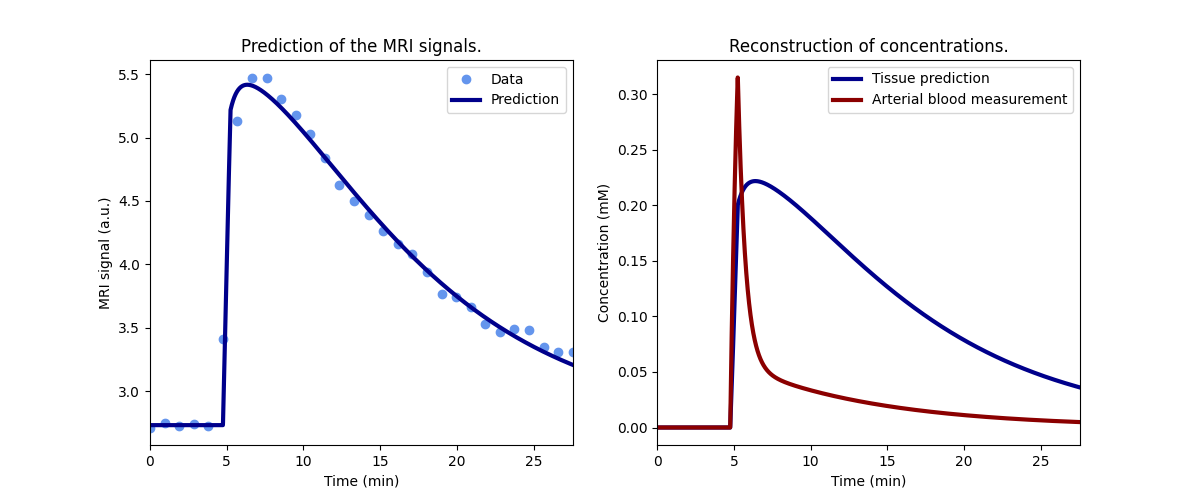 Prediction of the MRI signals.
Data
Prediction
MRI signal (a.u.)
5.5
5.0
4.5
4.0
3.5
3.0
0
5
10
15
20
25
Time (min)
Reconstruction of concentrations.
Tissue prediction
Arterial blood measurement
Concentration (mM)
0.30
0.25
0.20
0.15
0.10
0.05
0.00
0
5
10
15
20
25
Time (min)